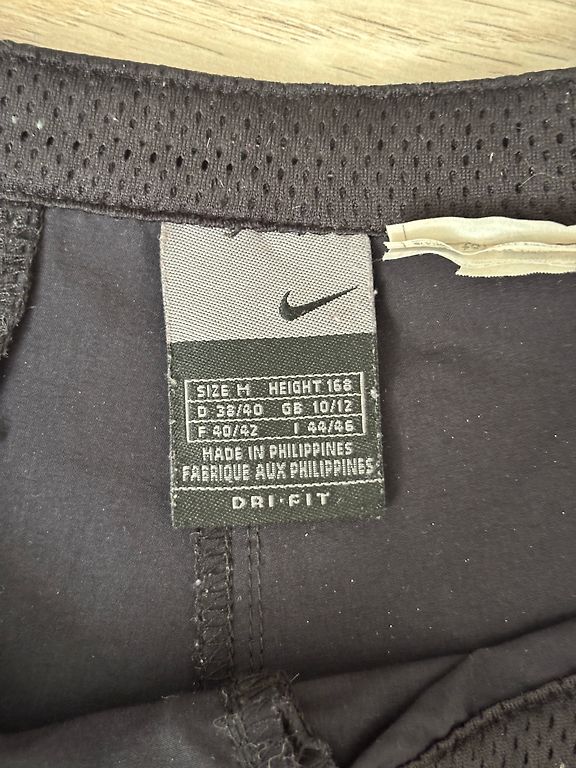 SIZE M HEIGHT 168
D 38/40 GB 10/12
F 40/42 I 44/46
MADE IN PHILIPPINES
FABRIQUE AUX PHILIPPINES
DRI·FIT